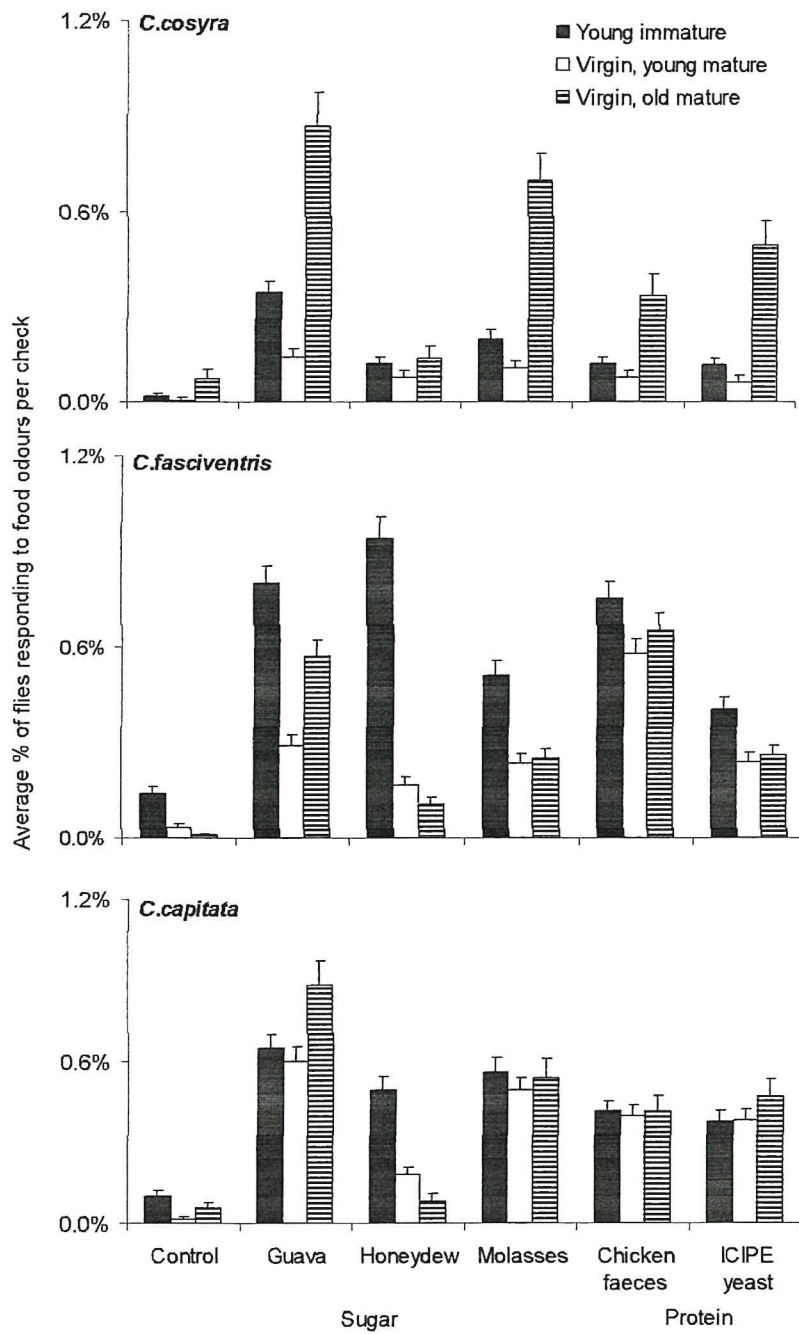 1.2%
C.cosyra
Young immature
Virgin, young mature
Virgin, old mature
0.6%
0.0%
1.2%
C.fasciventris
0.6%
0.0%
1.2%
C.capitata
0.6%
0.0%
Average % of flies responding to food odours per check
Control
Guava
Honeydew
Molasses
Chicken
faeces
ICIPE
yeast
Sugar
Protein